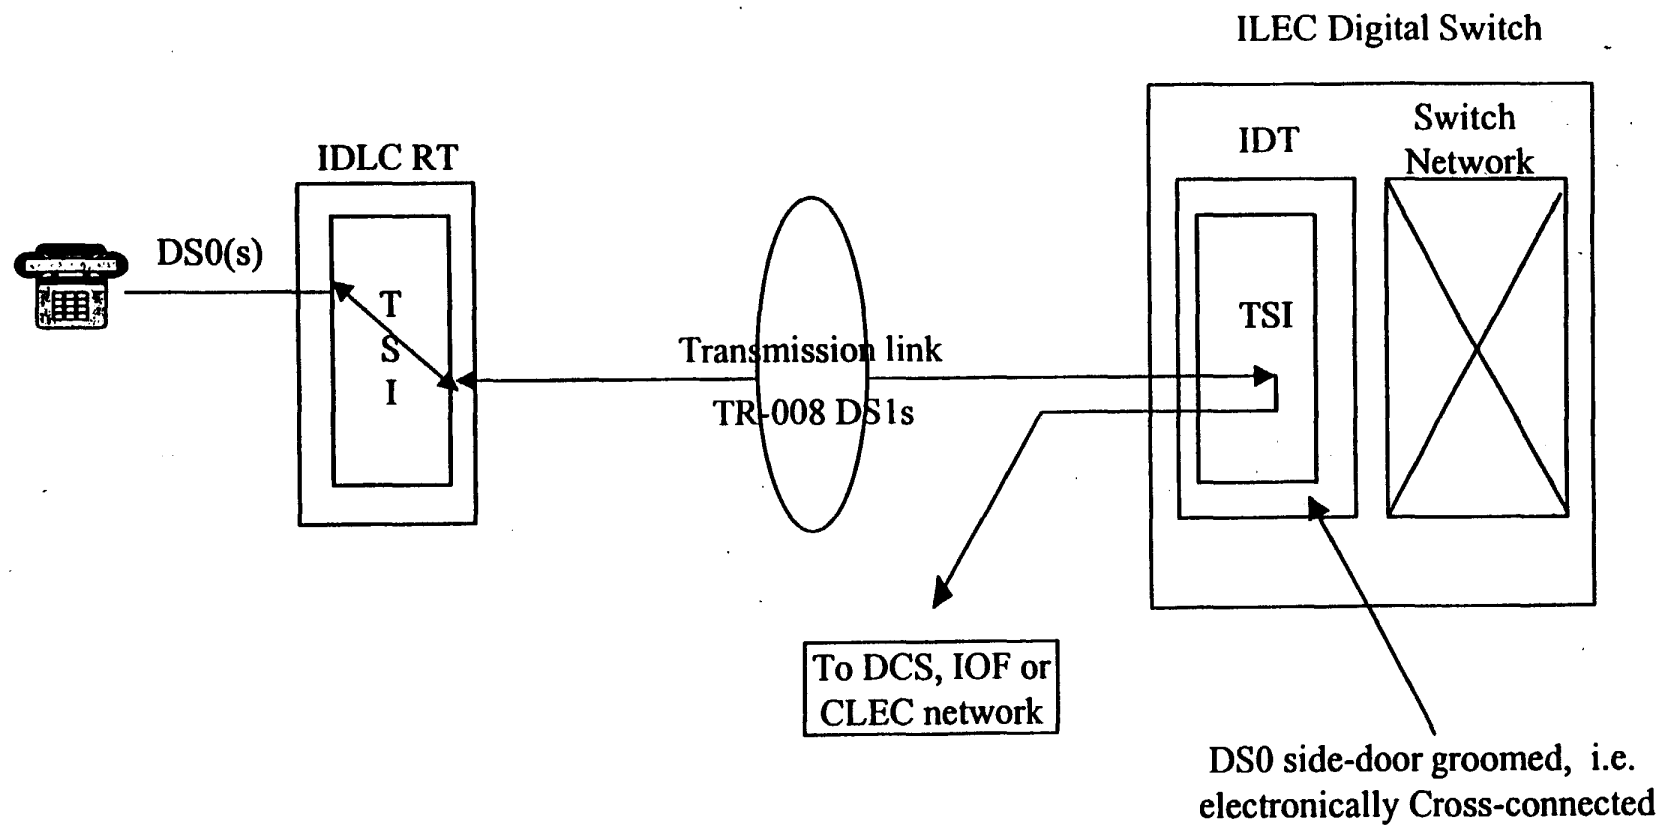 ILEC Digital Switch
IDT
Switch
Network
IDLC RT
DS0(s)
T
S
I
TSI
Transmission link
TR-008 DS1s
To DCS, IOF or
CLEC network
DS0 side-door groomed, i.e.
electronically Cross-connected